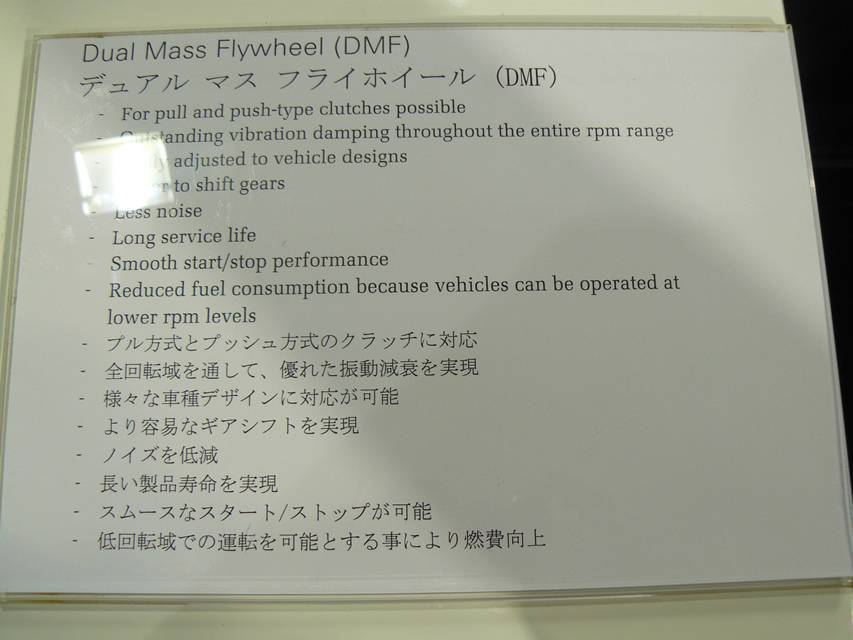 Dual Mass Flywheel (DMF)
デュアル マス フライホイール (DMF)
- For pull and push-type clutches possible
- Outstanding vibration damping throughout the entire rpm range
- adjusted to vehicle designs
- to shift gears
- Less noise
- Long service life
- Smooth start/stop performance
- Reduced fuel consumption because vehicles can be operated at
lower rpm levels
- プル方式とプッシュ方式のクラッチに対応
- 全回転域を通して、優れた振動減衰を実現
- 様々な車種デザインに対応が可能
- より容易なギアシフトを実現
- ノイズを低減
- 長い製品寿命を実現
- スムースなスタート/ストップが可能
- 低回転域での運転を可能とする事により燃費向上